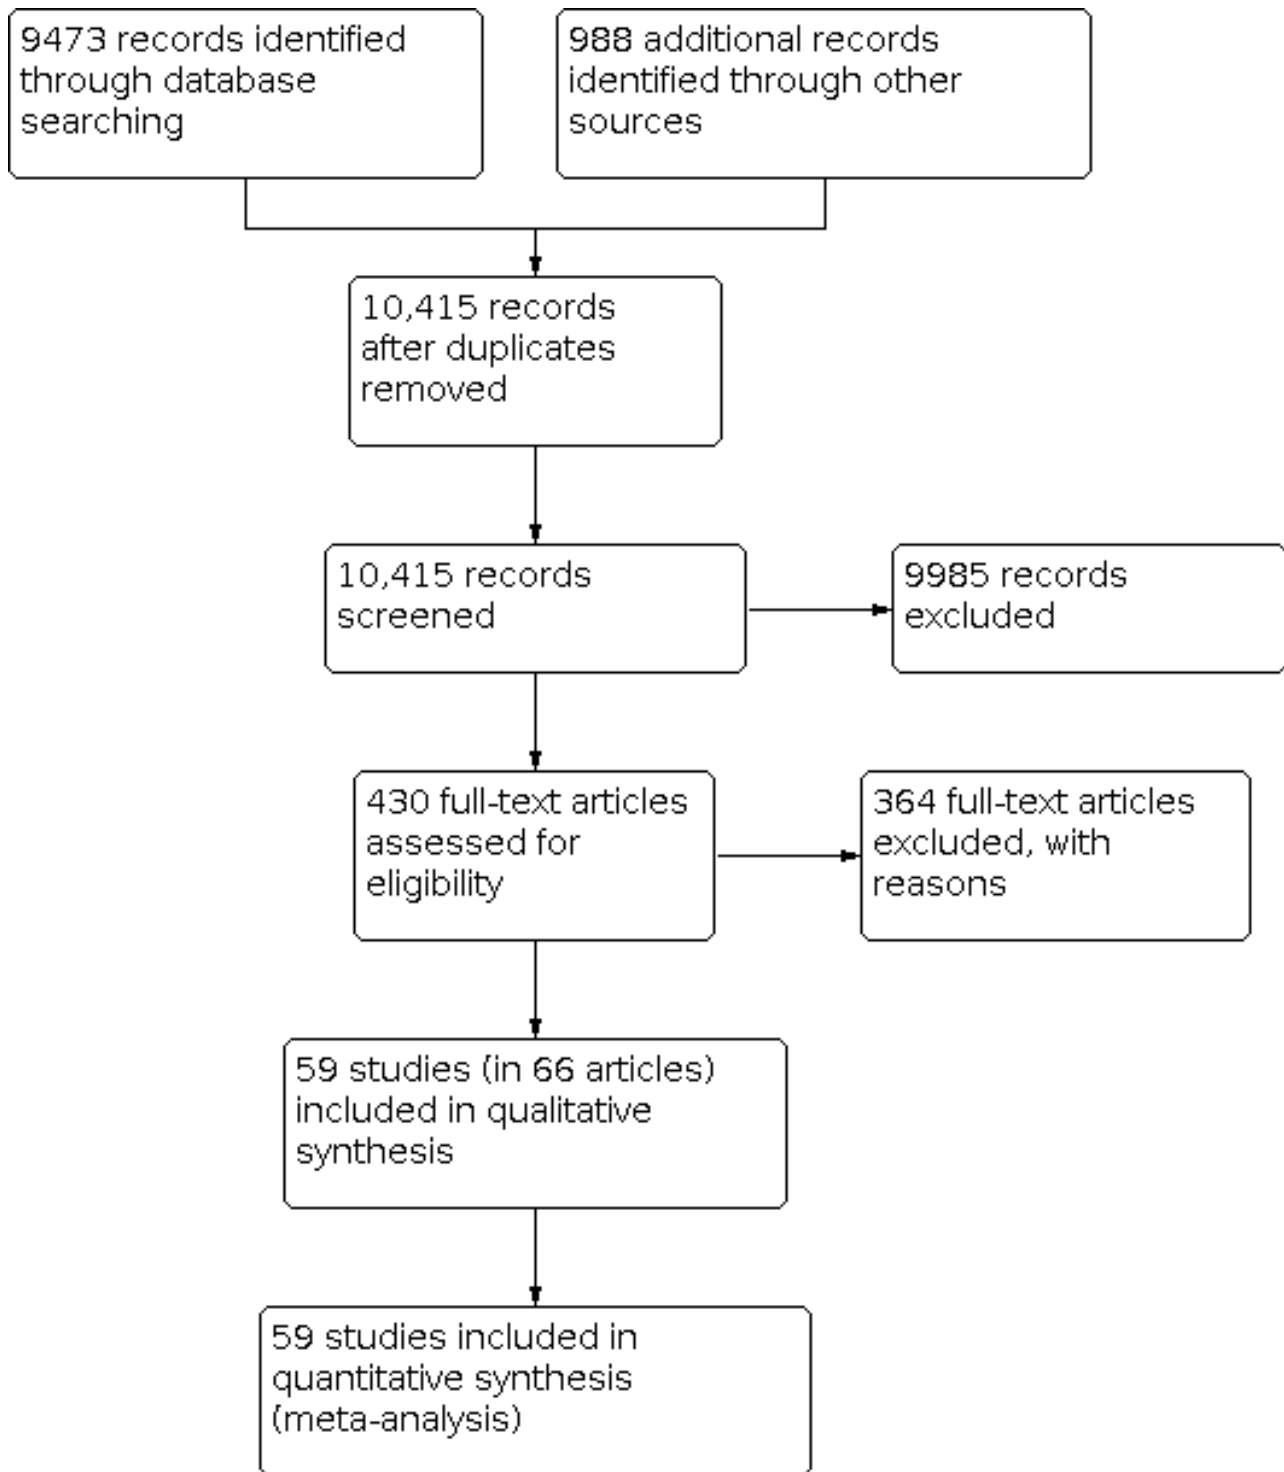 9473 records identified
through database
searching
988 additional records
identified through other
sources
10,415 records
after duplicates
removed
10,415 records
screened
9985 records
excluded
430 full-text articles
assessed for
eligibility
364 full-text articles
excluded, with
reasons
59 studies (in 66 articles)
included in qualitative
synthesis
59 studies included in
quantitative synthesis
(meta-analysis)